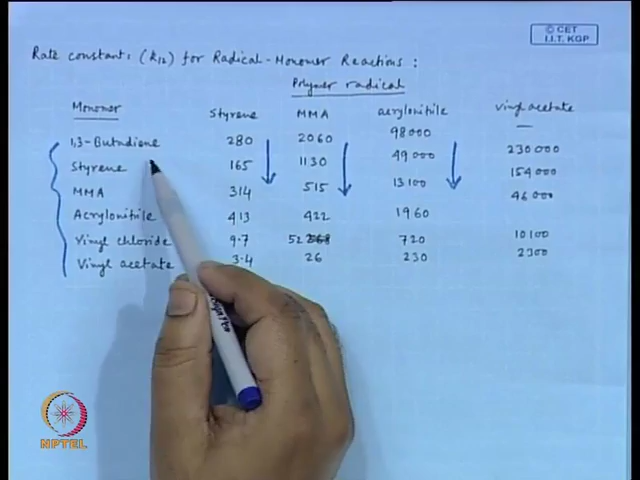 © CET
I.I.T. KGP
Rate constants (k12) for Radical-Monomer Reactions :
Polymer radical
Monomer Styrene MMA acrylonitile vinyl acetate
1,3-Butadiene 280 2060 98000 230000
Styrene 165 1130 49000 154000
MMA 314 515 13100 46000
Acrylonitile 413 422 1960 10100
Vinyl chloride 9.7 52 720 2300
Vinyl acetate 3.4 26 230
NPTEL